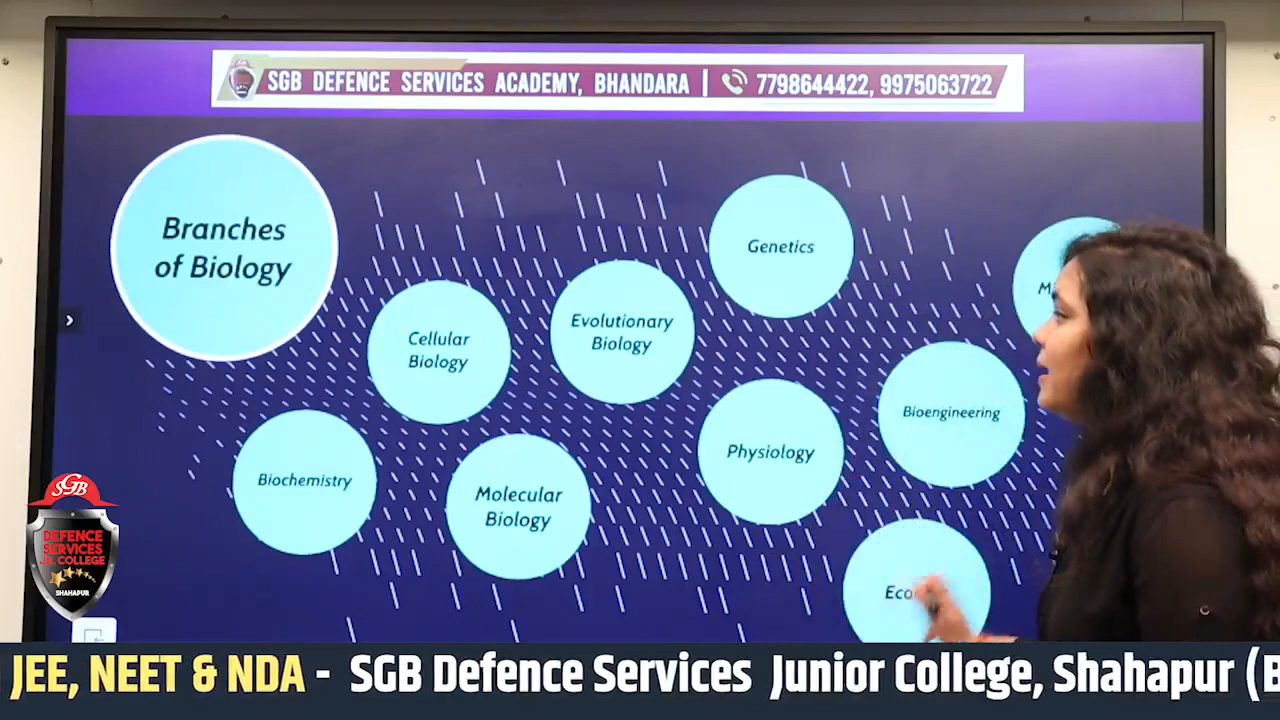 SGB DEFENCE SERVICES ACADEMY, BHANDARA | 7798644422, 9975063722
Branches
of Biology
Genetics
Evolutionary
Biology
Cellular
Biology
Bioengineering
Physiology
Biochemistry
Molecular
Biology
SGB
DEFENCE
SERVICES
JR. COLLEGE
SHAHAPUR
JEE, NEET & NDA - SGB Defence Services Junior College, Shahapur (B